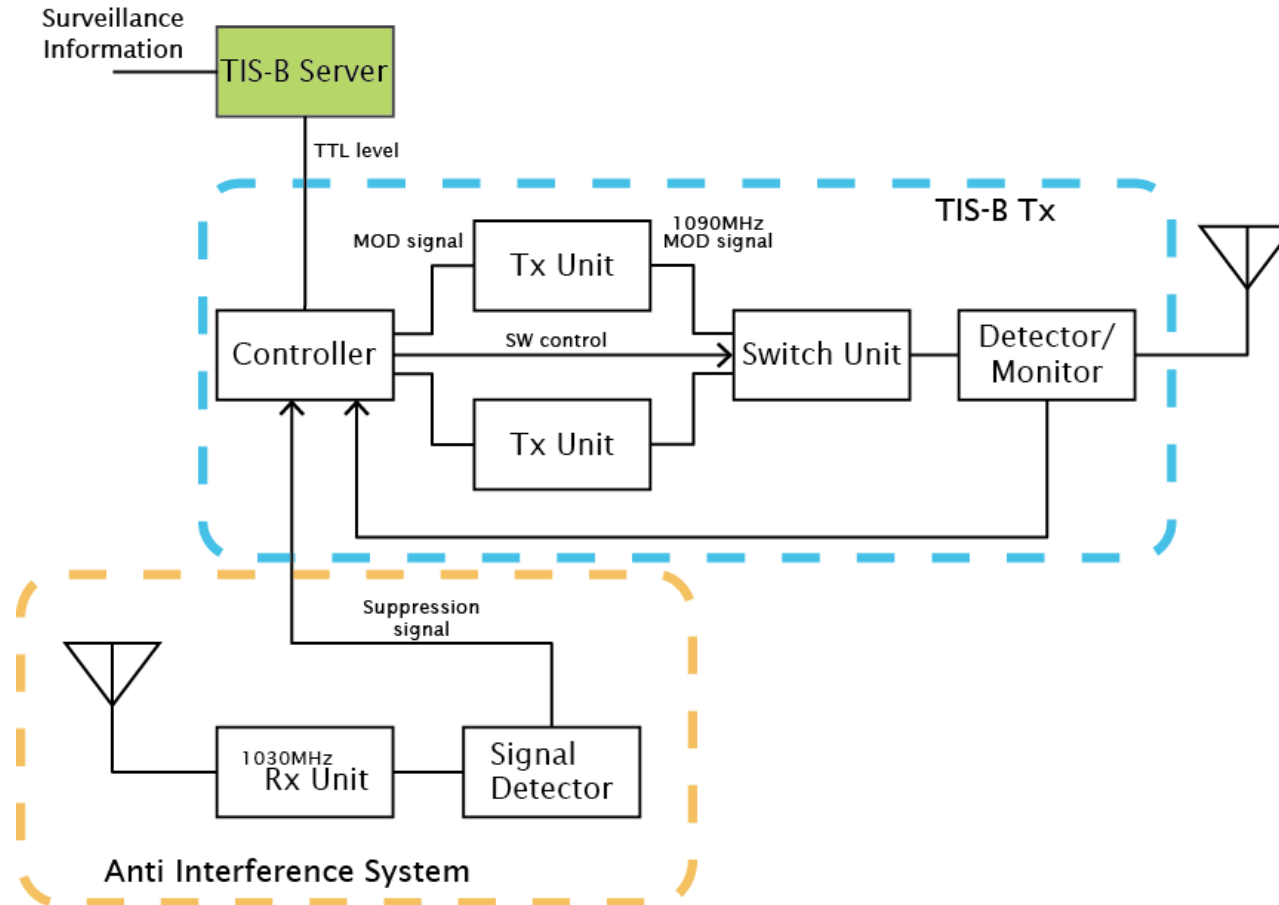 Surveillance
Information
TIS-B Server
TTL level
TIS-B Tx
MOD signal
Tx Unit
1090MHz
MOD signal
Controller
SW control
Switch Unit
Detector/
Monitor
Tx Unit
Suppression
signal
1030MHz
Rx Unit
Signal
Detector
Anti Interference System